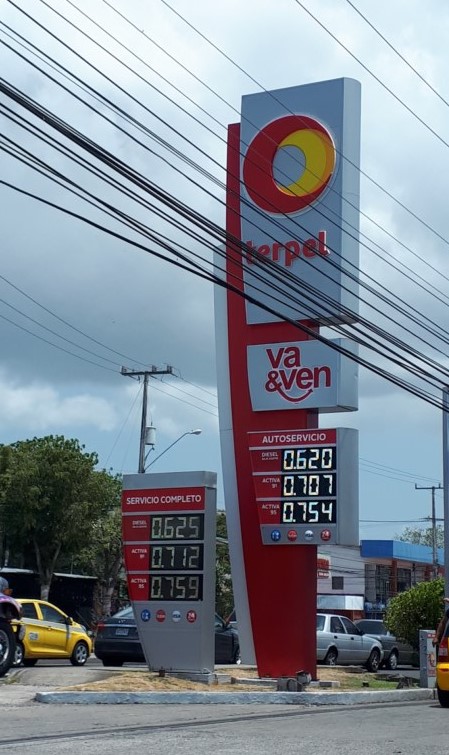 terpel
va
&ven
AUTOSERVICIO
DIESEL 0.620
ACTIVA 91 0.707
ACTIVA 95 0.754
SERVICIO COMPLETO
DIESEL 0.625
ACTIVA 91 0.712
ACTIVA 95 0.759